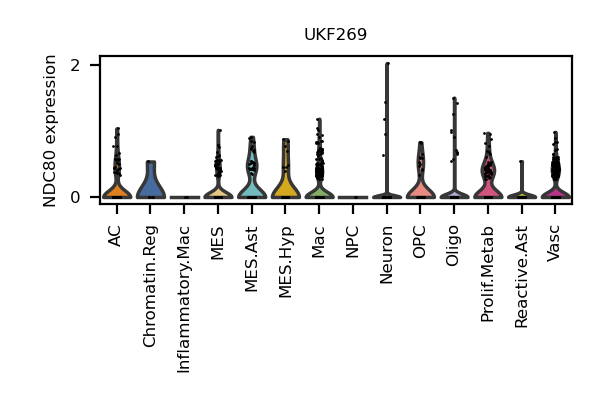 UKF269
NDC80 expression
2
0
AC
Chromatin.Reg
Inflammatory.Mac
MES
MES.Ast
MES.Hyp
Mac
NPC
Neuron
OPC
Oligo
Prolif.Metab
Reactive.Ast
Vasc